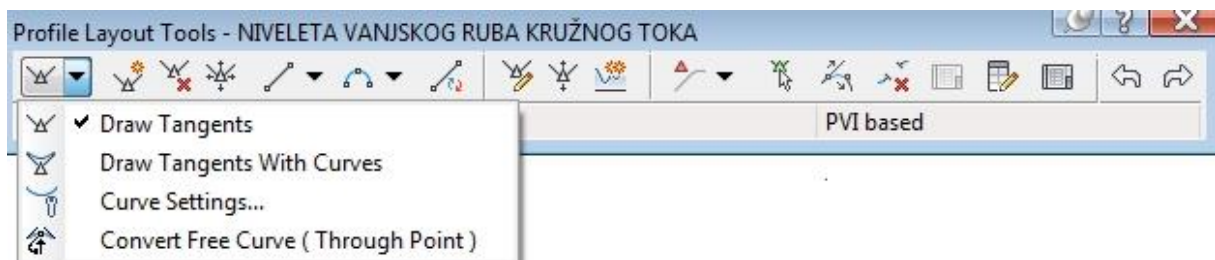 Profile Layout Tools - NIVELETA VANJSKOG RUBA KRUŽNOG TOKA
Draw Tangents
PVI based
Draw Tangents With Curves
Curve Settings...
Convert Free Curve ( Through Point )